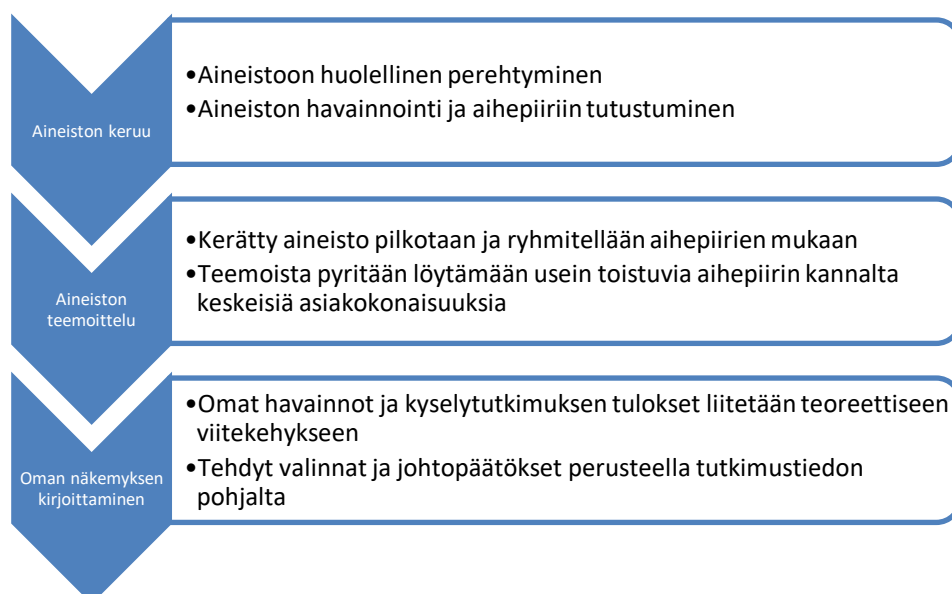 Aineiston keruu
•Aineistoon huolellinen perehtyminen
•Aineiston havainnointi ja aihepiiriin tutustuminen
Aineiston
teemoittelu
•Kerätty aineisto pilkotaan ja ryhmitellään aihepiirien mukaan
•Teemoista pyritään löytämään usein toistuvia aihepiirin kannalta
keskeisiä asiakokonaisuuksia
Oman näkemyksen
kirjoittaminen
•Omat havainnot ja kyselytutkimuksen tulokset liitetään teoreettiseen
viitekehykseen
•Tehdyt valinnat ja johtopäätökset perusteella tutkimustiedon
pohjalta